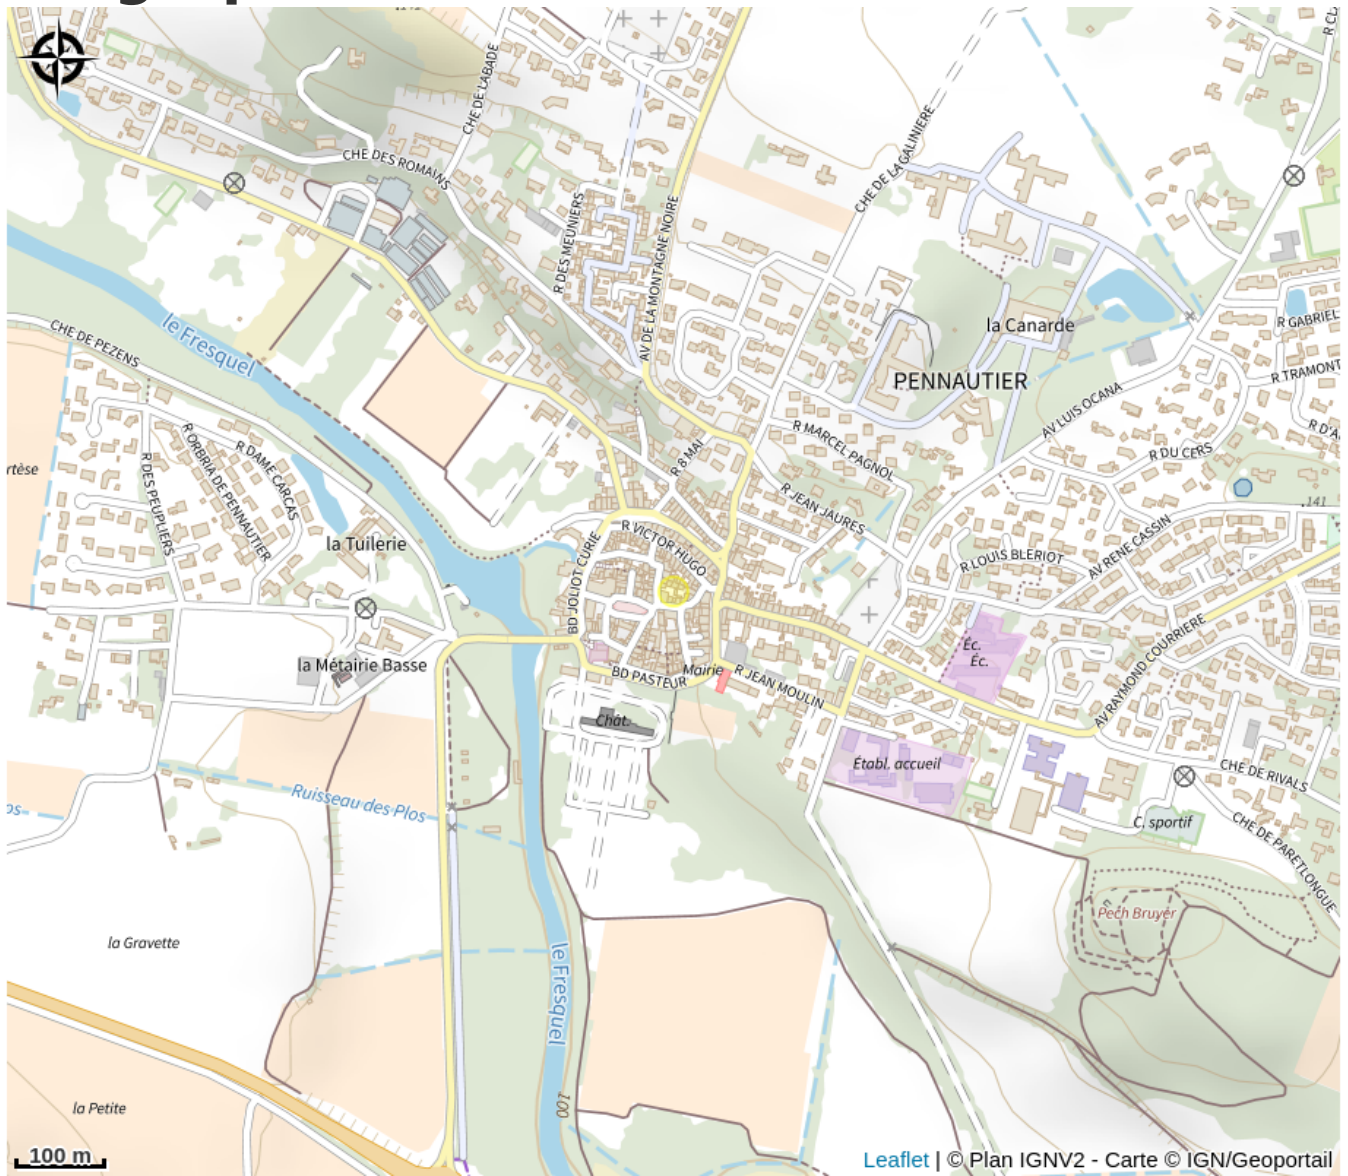 CHE DE LABADE
CHE DES ROMAINS
CHE DE LA GALINIERE
R DES MEUNIERS
AV DE LA MONTAGNE NOIRE
le Fresquel
CHE DE PEZENS
la Canarde
R GABRIEL
PENNAUTIER
R TRAMONT
AV LUIS OCANA
R MARCEL PAGNOL
R DU CERS
R 8 MAI
R DAME CARCAS
R ORBRIA DE PENNAUTIER
R DES PEUPLIERS
rtèse
R JEAN JAURES
141
la Tuilerie
BD JOLIOT CURIE
R VICTOR HUGO
R LOUIS BLERIOT
AV RENE CASSIN
Éc.
Éc.
la Métairie Basse
Mairie
BD PASTEUR
R JEAN MOULIN
AV RAYMOND COURRIERE
Chât.
Établ. accueil
CHE DE RIVALS
Ruisseau des Plos
os
C. sportif
CHE DE PARETLONGUE
Pech Bruyèr
la Gravette
le Fresquel
100
la Petite
100 m
Leaflet | © Plan IGNV2 - Carte © IGN/Geoportail